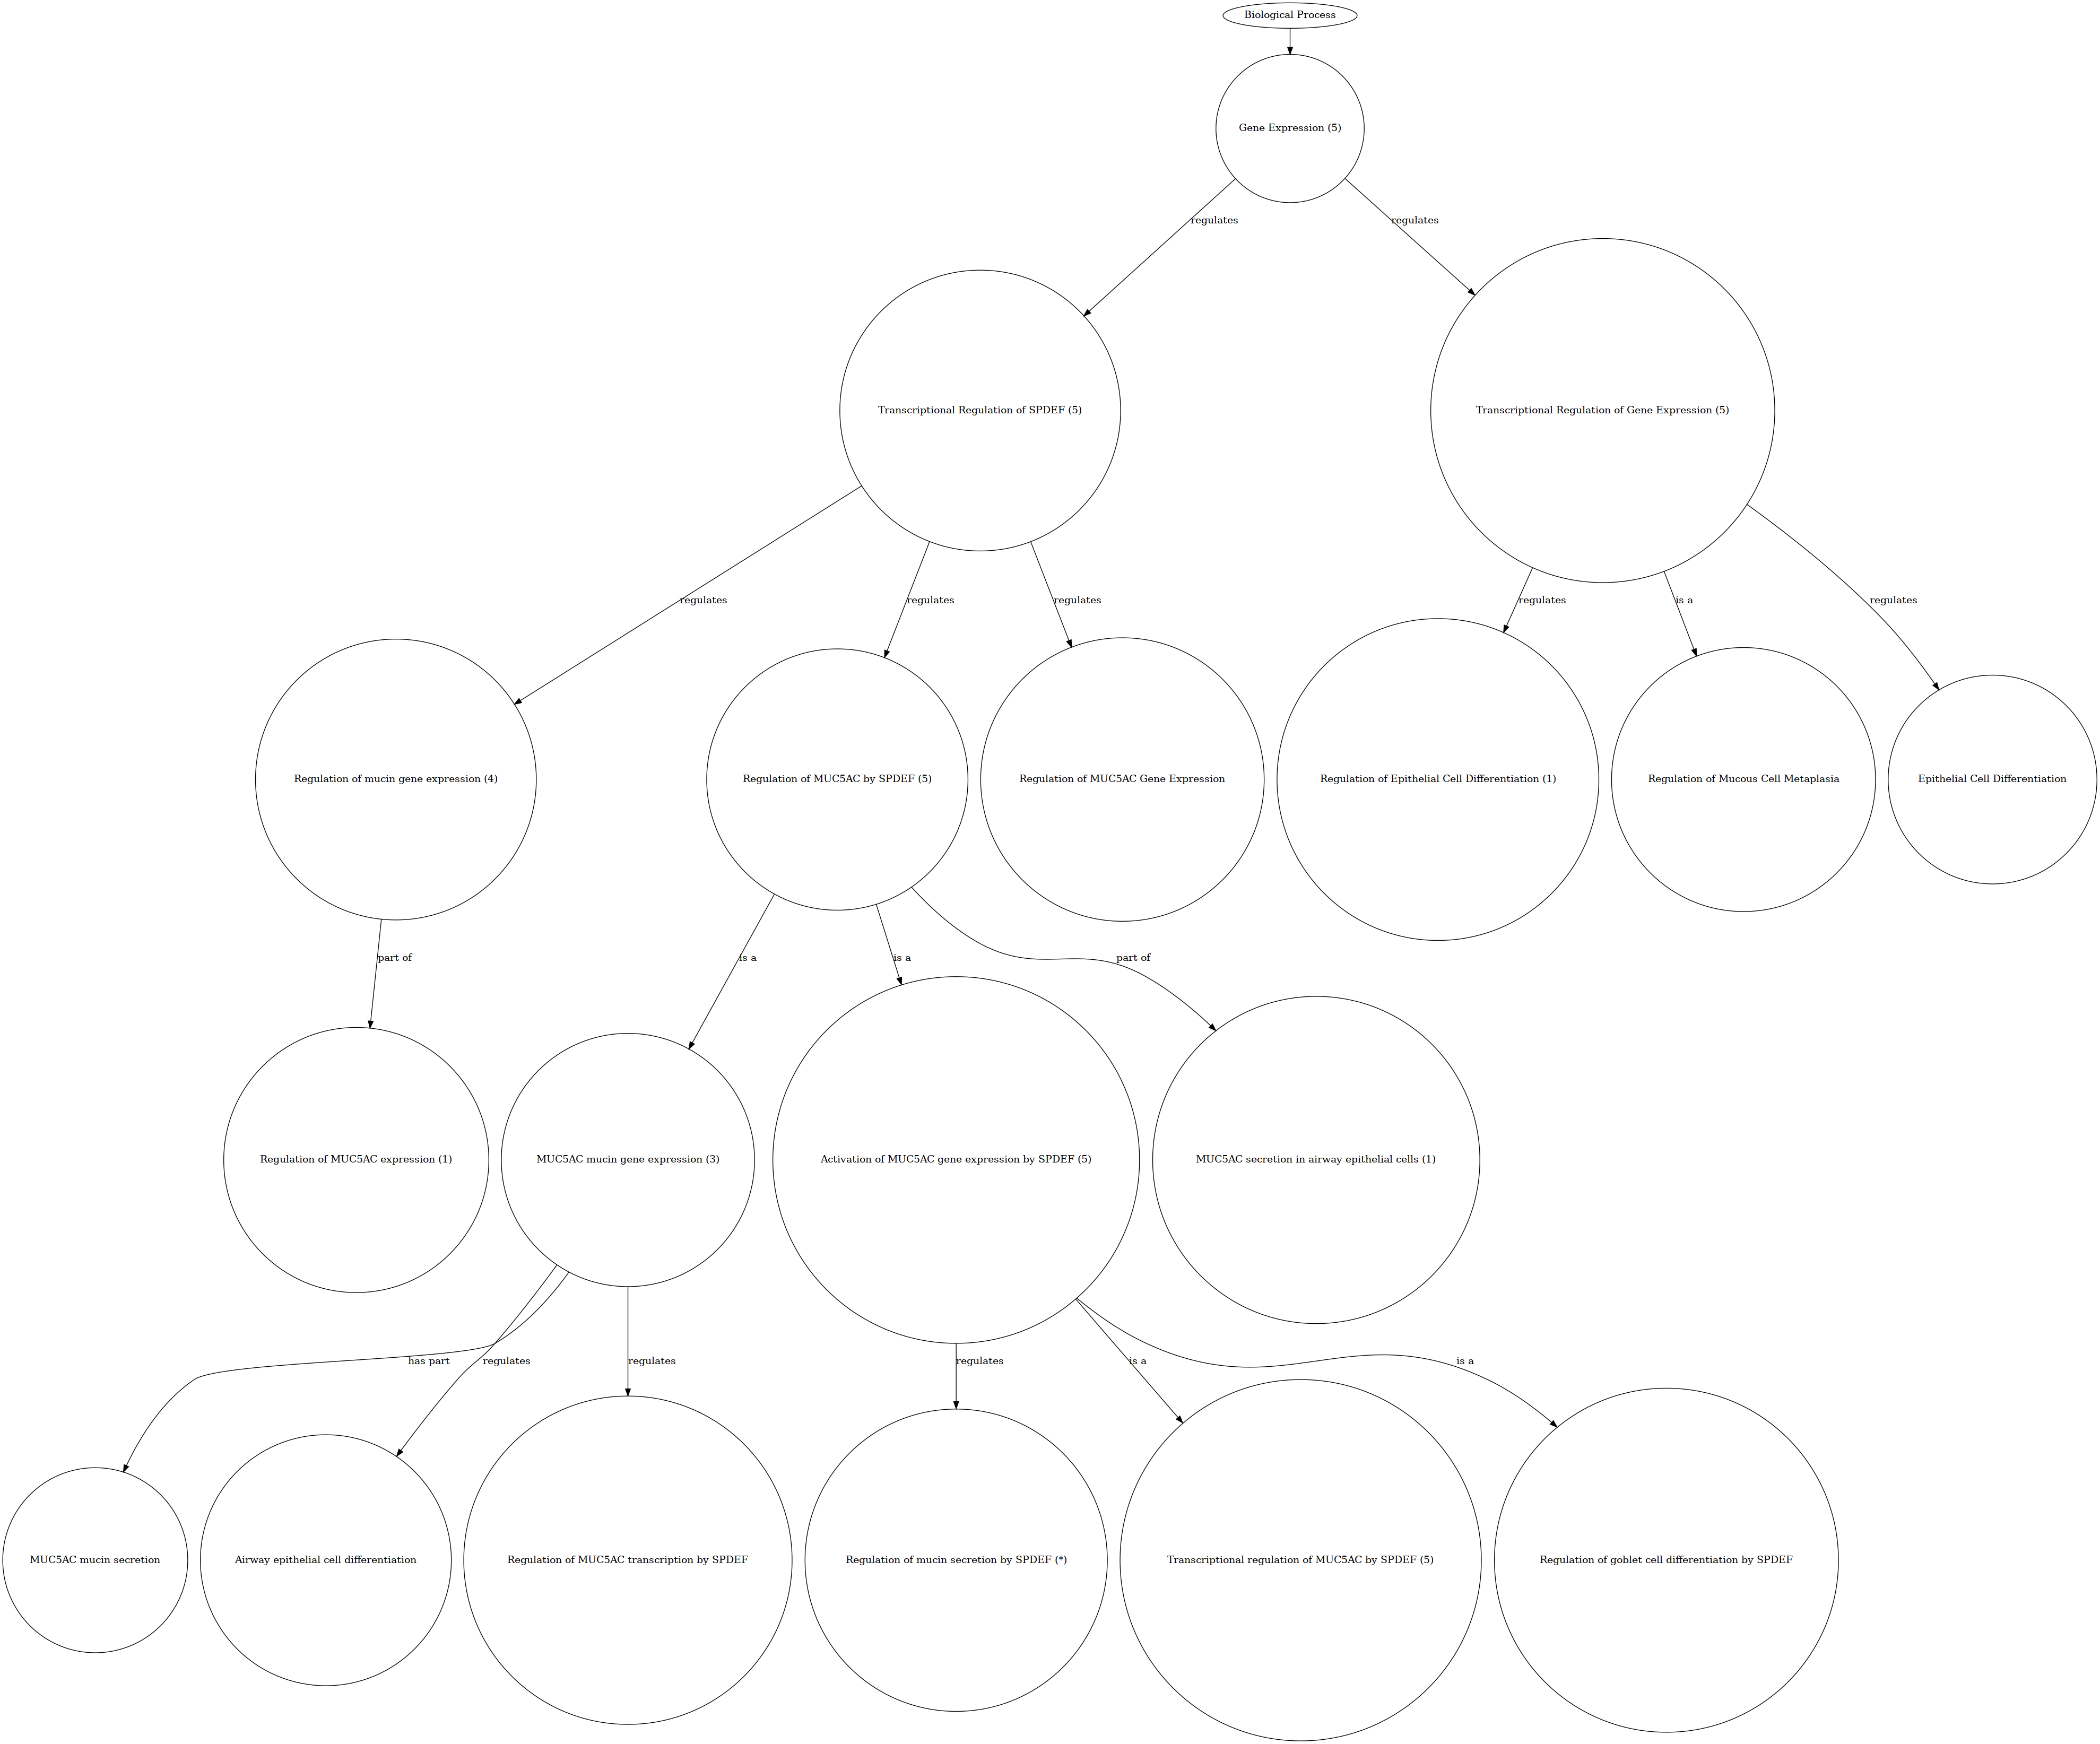 Biological Process
Gene Expression (5)
regulates
regulates
Transcriptional Regulation of SPDEF (5)
Transcriptional Regulation of Gene Expression (5)
regulates
regulates
regulates
regulates
is a
regulates
Regulation of mucin gene expression (4)
Regulation of MUC5AC by SPDEF (5)
Regulation of MUC5AC Gene Expression
Regulation of Epithelial Cell Differentiation (1)
Regulation of Mucous Cell Metaplasia
Epithelial Cell Differentiation
part of
is a
is a
part of
Regulation of MUC5AC expression (1)
MUC5AC mucin gene expression (3)
Activation of MUC5AC gene expression by SPDEF (5)
MUC5AC secretion in airway epithelial cells (1)
has part
regulates
regulates
regulates
is a
is a
MUC5AC mucin secretion
Airway epithelial cell differentiation
Regulation of MUC5AC transcription by SPDEF
Regulation of mucin secretion by SPDEF (*)
Transcriptional regulation of MUC5AC by SPDEF (5)
Regulation of goblet cell differentiation by SPDEF